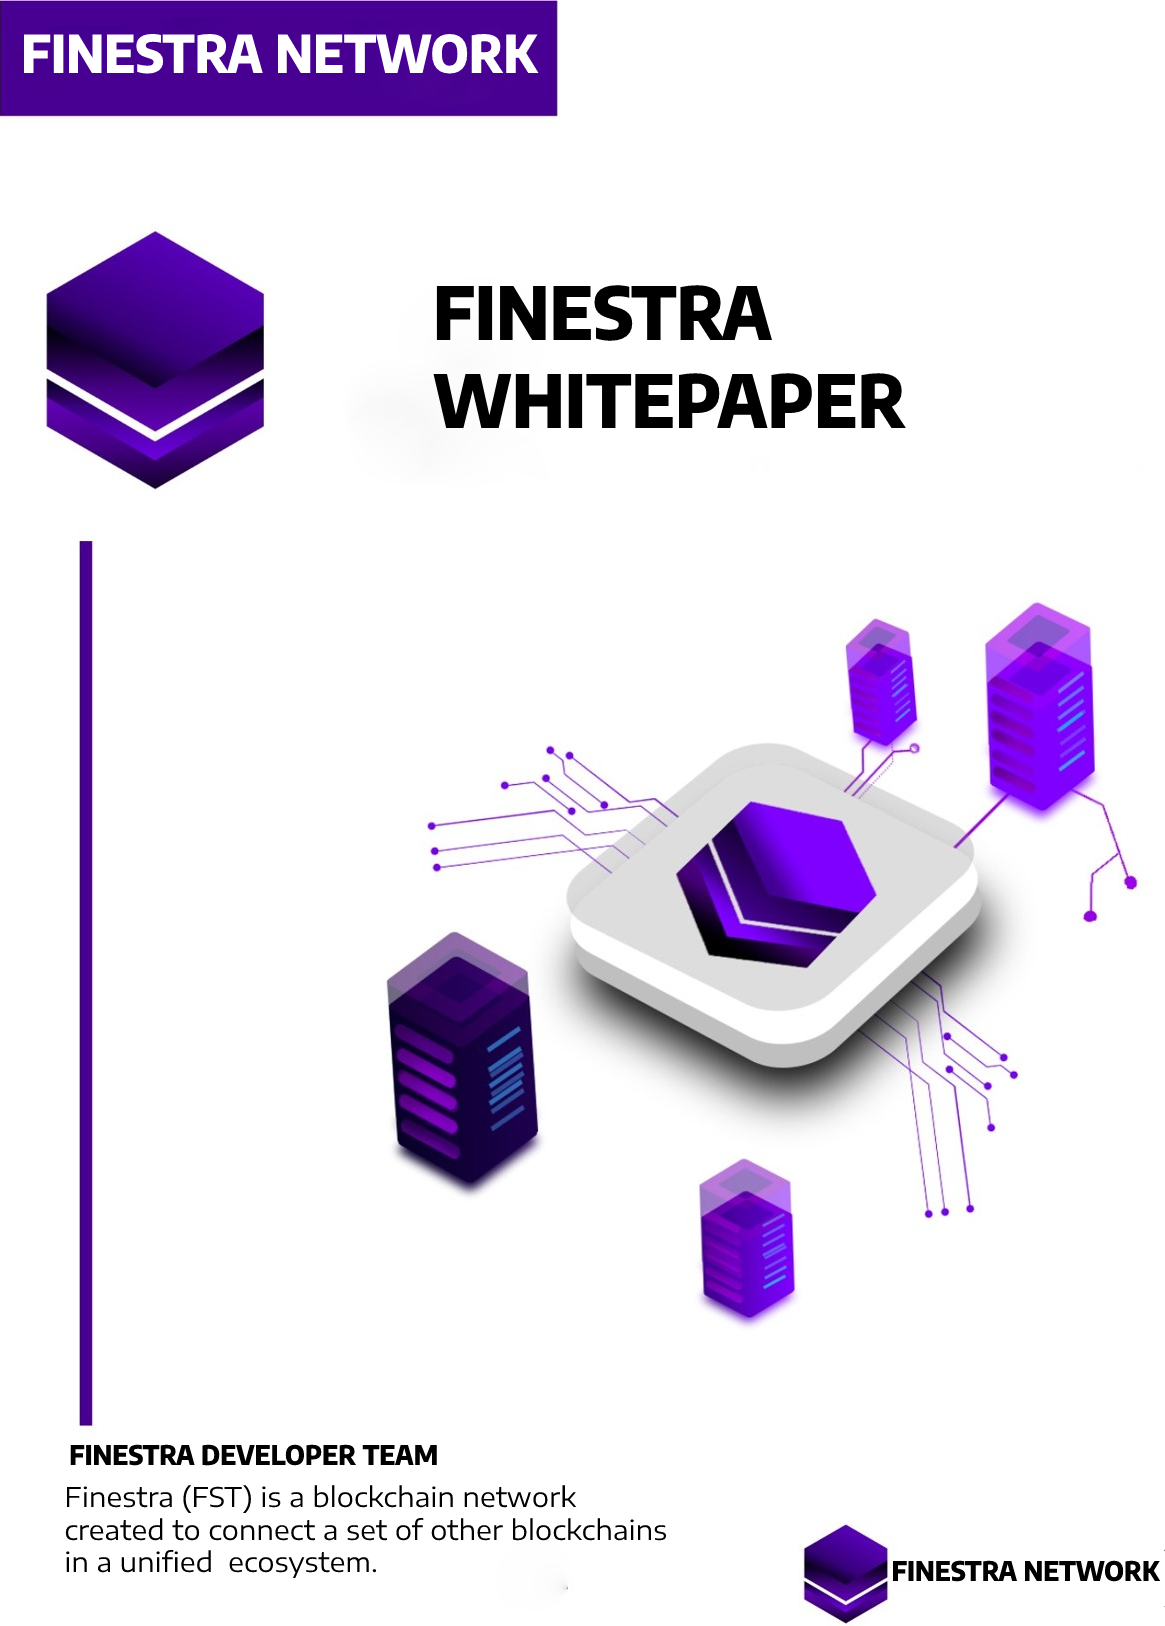 FINESTRA NETWORK
FINESTRA
WHITEPAPER
FINESTRA DEVELOPER TEAM
Finestra (FST) is a blockchain network
created to connect a set of other blockchains
in a unified  ecosystem.
FINESTRA NETWORK